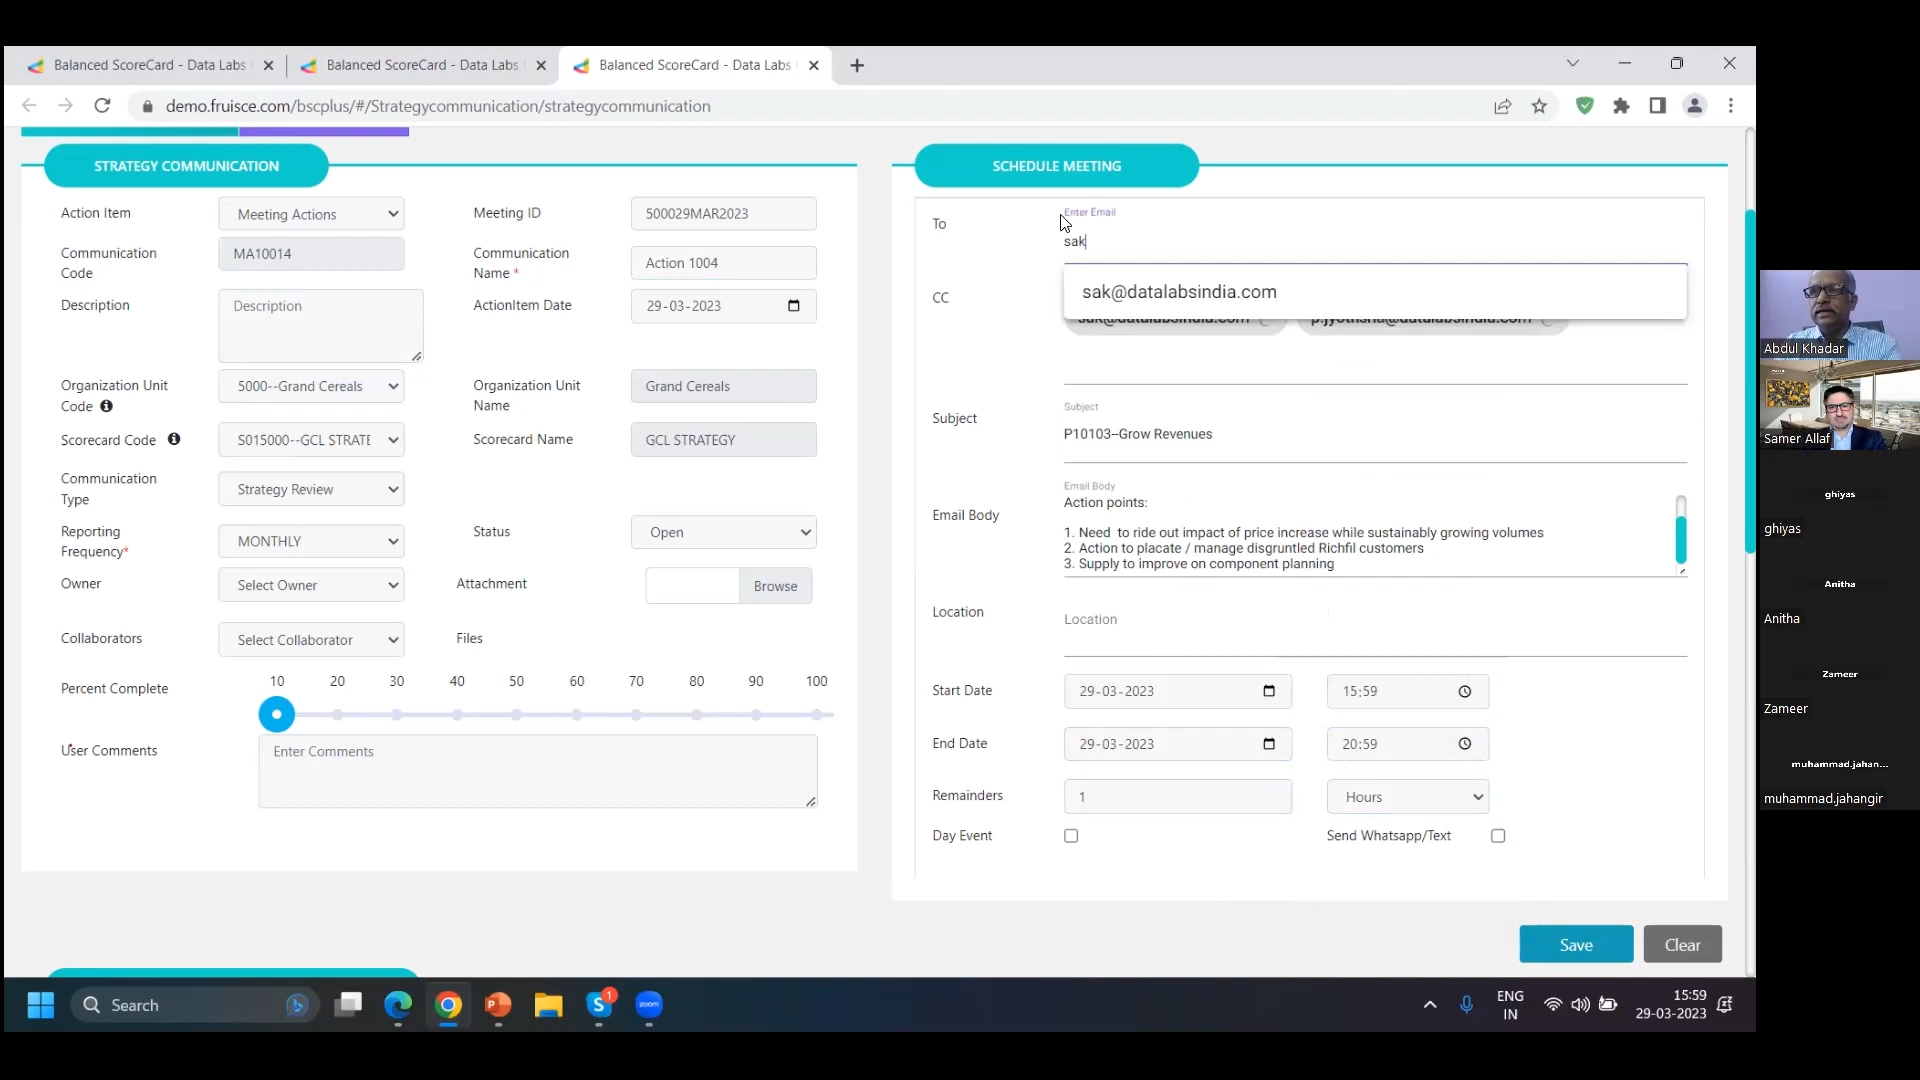 Balanced ScoreCard - Data Labs
Balanced ScoreCard - Data Labs
Balanced ScoreCard - Data Labs
demo.fruisce.com/bscplus/#/Strategycommunication/strategycommunication
STRATEGY COMMUNICATION
Action Item
Meeting Actions
Meeting ID
500029MAR2023
Communication
Code
MA10014
Communication
Name *
Action 1004
Description
Description
ActionItem Date
29-03-2023
Organization Unit
Code
5000--Grand Cereals
Organization Unit
Name
Grand Cereals
Scorecard Code
S015000--GCL STRATE
Scorecard Name
GCL STRATEGY
Communication
Type
Strategy Review
Reporting
Frequency*
MONTHLY
Status
Open
Owner
Select Owner
Attachment
Browse
Collaborators
Select Collaborator
Files
Percent Complete
10 20 30 40 50 60 70 80 90 100
User Comments
Enter Comments
SCHEDULE MEETING
To
Enter Email
sak
sak@datalabsindia.com
CC
sak@datalabsindia.com
p.jyothsna@datalabsindia.com
Subject
Subject
P10103--Grow Revenues
Email Body
Email Body
Action points:
1. Need to ride out impact of price increase while sustainably growing volumes
2. Action to placate / manage disgruntled Richfil customers
3. Supply to improve on component planning
Location
Location
Start Date
29-03-2023
15:59
End Date
29-03-2023
20:59
Remainders
1
Hours
Day Event
Send Whatsapp/Text
Save
Clear
Search
zoom
1
ENG
IN
15:59
29-03-2023
Abdul Khadar
Samer Allaf
ghiyas
ghiyas
Anitha
Anitha
Zameer
Zameer
muhammad.jahan...
muhammad.jahangir